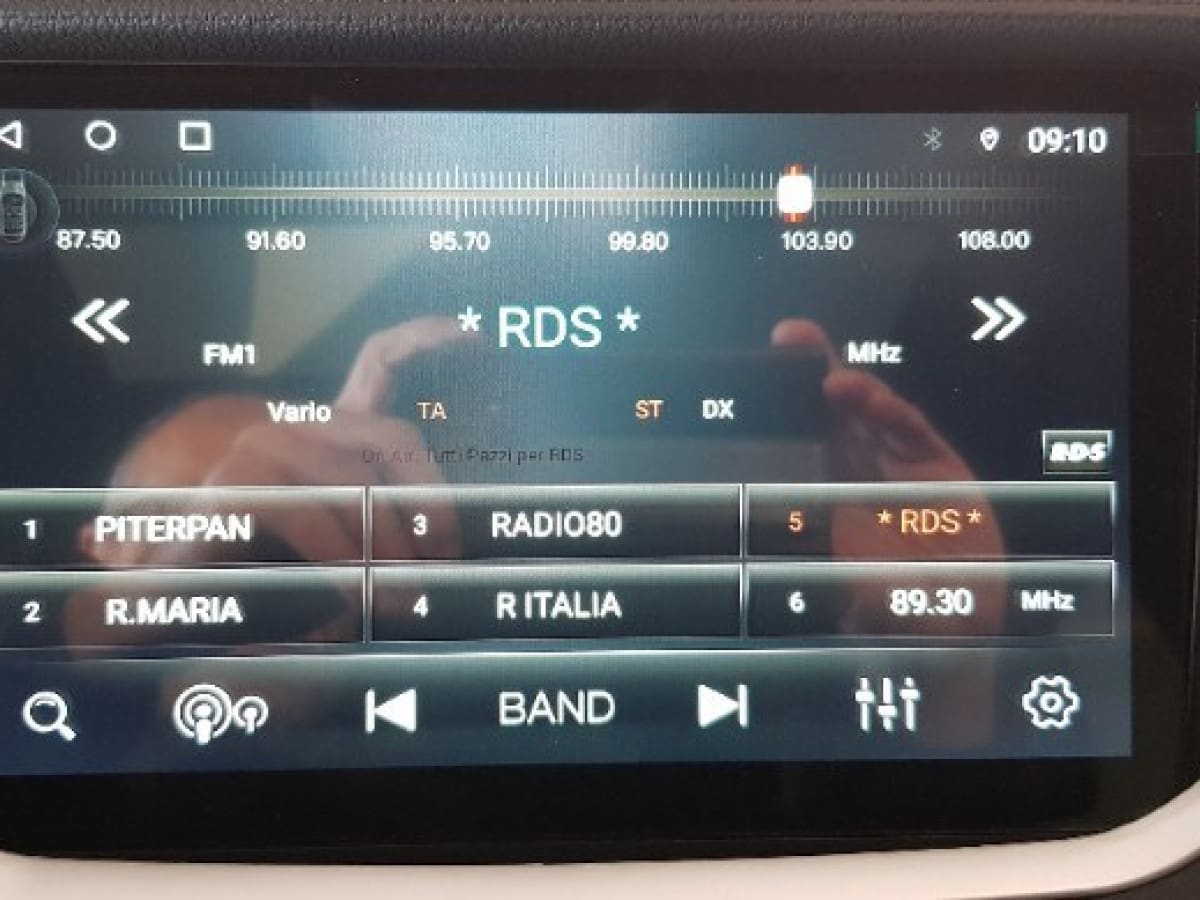 09:10
87.50 91.60 95.70 99.80 103.90 108.00
* RDS *
FM1 MHz
Vario TA ST DX
On Air: Tutti Pazzi per RDS
RDS
1 PITERPAN 3 RADIO80 5 * RDS *
2 R.MARIA 4 R ITALIA 6 89.30 MHz
BAND